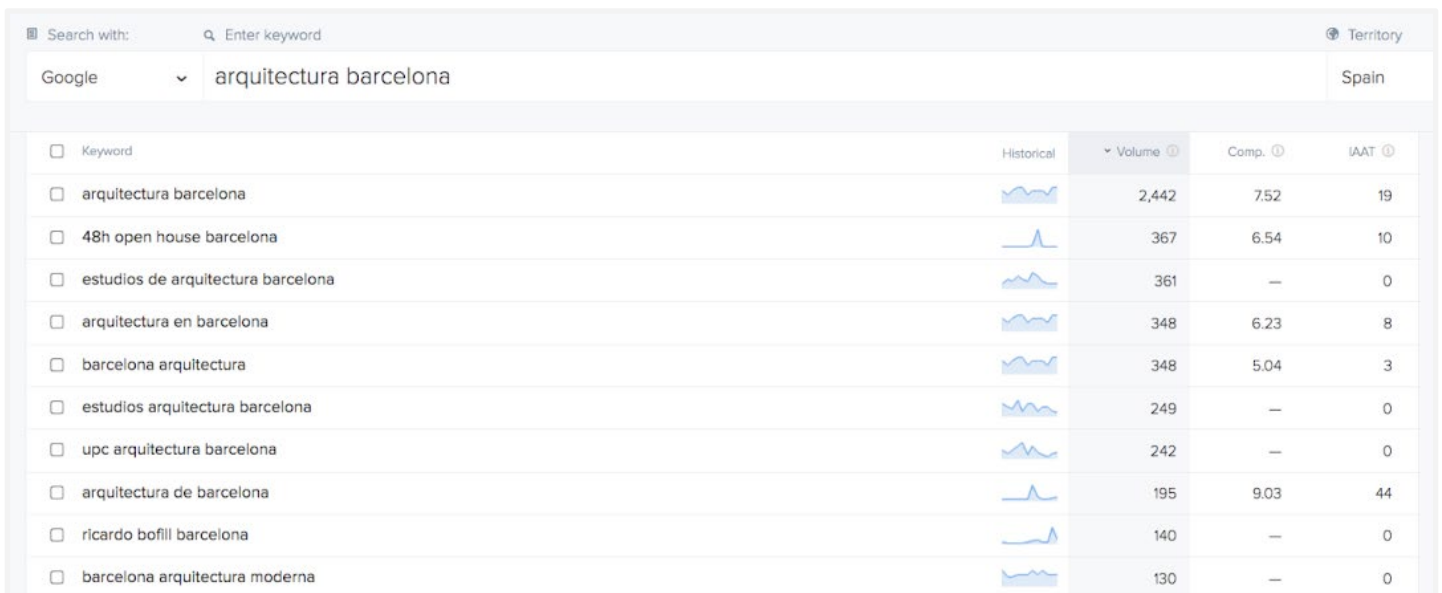 Search with: Enter keyword Territory
Google arquitectura barcelona Spain
Keyword Historical Volume Comp. IAAT
arquitectura barcelona 2,442 7.52 19
48h open house barcelona 367 6.54 10
estudios de arquitectura barcelona 361 — 0
arquitectura en barcelona 348 6.23 8
barcelona arquitectura 348 5.04 3
estudios arquitectura barcelona 249 — 0
upc arquitectura barcelona 242 — 0
arquitectura de barcelona 195 9.03 44
ricardo bofill barcelona 140 — 0
barcelona arquitectura moderna 130 — 0